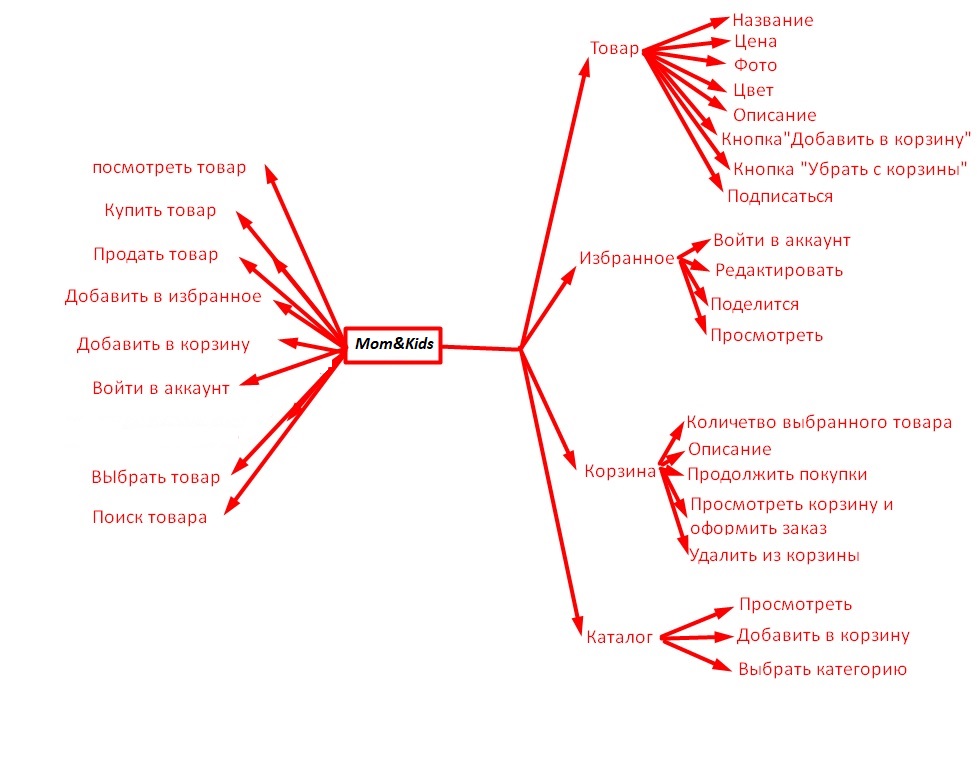 посмотреть товар
Купить товар
Продать товар
Добавить в избранное
Добавить в корзину
Войти в аккаунт
ВЫбрать товар
Поиск товара
Mom&Kids
Товар
Название
Цена
Фото
Цвет
Описание
Кнопка"Добавить в корзину"
Кнопка "Убрать с корзины"
Подписаться
Избранное
Войти в аккаунт
Редактировать
Поделится
Просмотреть
Корзина
Количетво выбранного товара
Описание
Продолжить покупки
Просмотреть корзину и
оформить заказ
Удалить из корзины
Каталог
Просмотреть
Добавить в корзину
Выбрать категорию